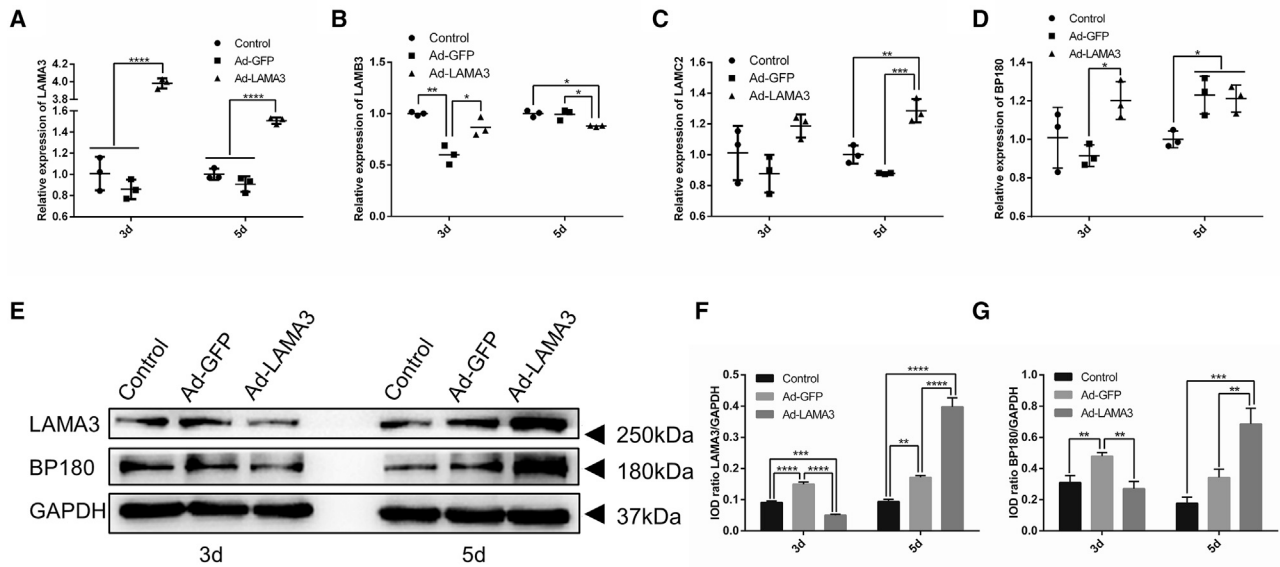 A
Relative expression of LAMA3
4.2
4.0
3.8
1.6
1.4
1.2
1.0
0.8
0.6
Control
Ad-GFP
Ad-LAMA3
****
****
3d
5d
B
Relative expression of LAMB3
1.5
1.0
0.5
0.0
Control
Ad-GFP
Ad-LAMA3
**
*
*
*
3d
5d
C
Relative expression of LAMC2
1.6
1.4
1.2
1.0
0.8
0.6
Control
Ad-GFP
Ad-LAMA3
**
***
3d
5d
D
Relative expression of BP180
1.4
1.2
1.0
0.8
0.6
Control
Ad-GFP
Ad-LAMA3
*
*
3d
5d
E
Control
Ad-GFP
Ad-LAMA3
Control
Ad-GFP
Ad-LAMA3
LAMA3
250kDa
BP180
180kDa
GAPDH
37kDa
3d
5d
F
IOD ratio LAMA3/GAPDH
0.5
0.4
0.3
0.2
0.1
0.0
Control
Ad-GFP
Ad-LAMA3
***
****
****
****
****
**
3d
5d
G
IOD ratio BP180/GAPDH
1.0
0.8
0.6
0.4
0.2
0.0
Control
Ad-GFP
Ad-LAMA3
**
**
***
**
3d
5d